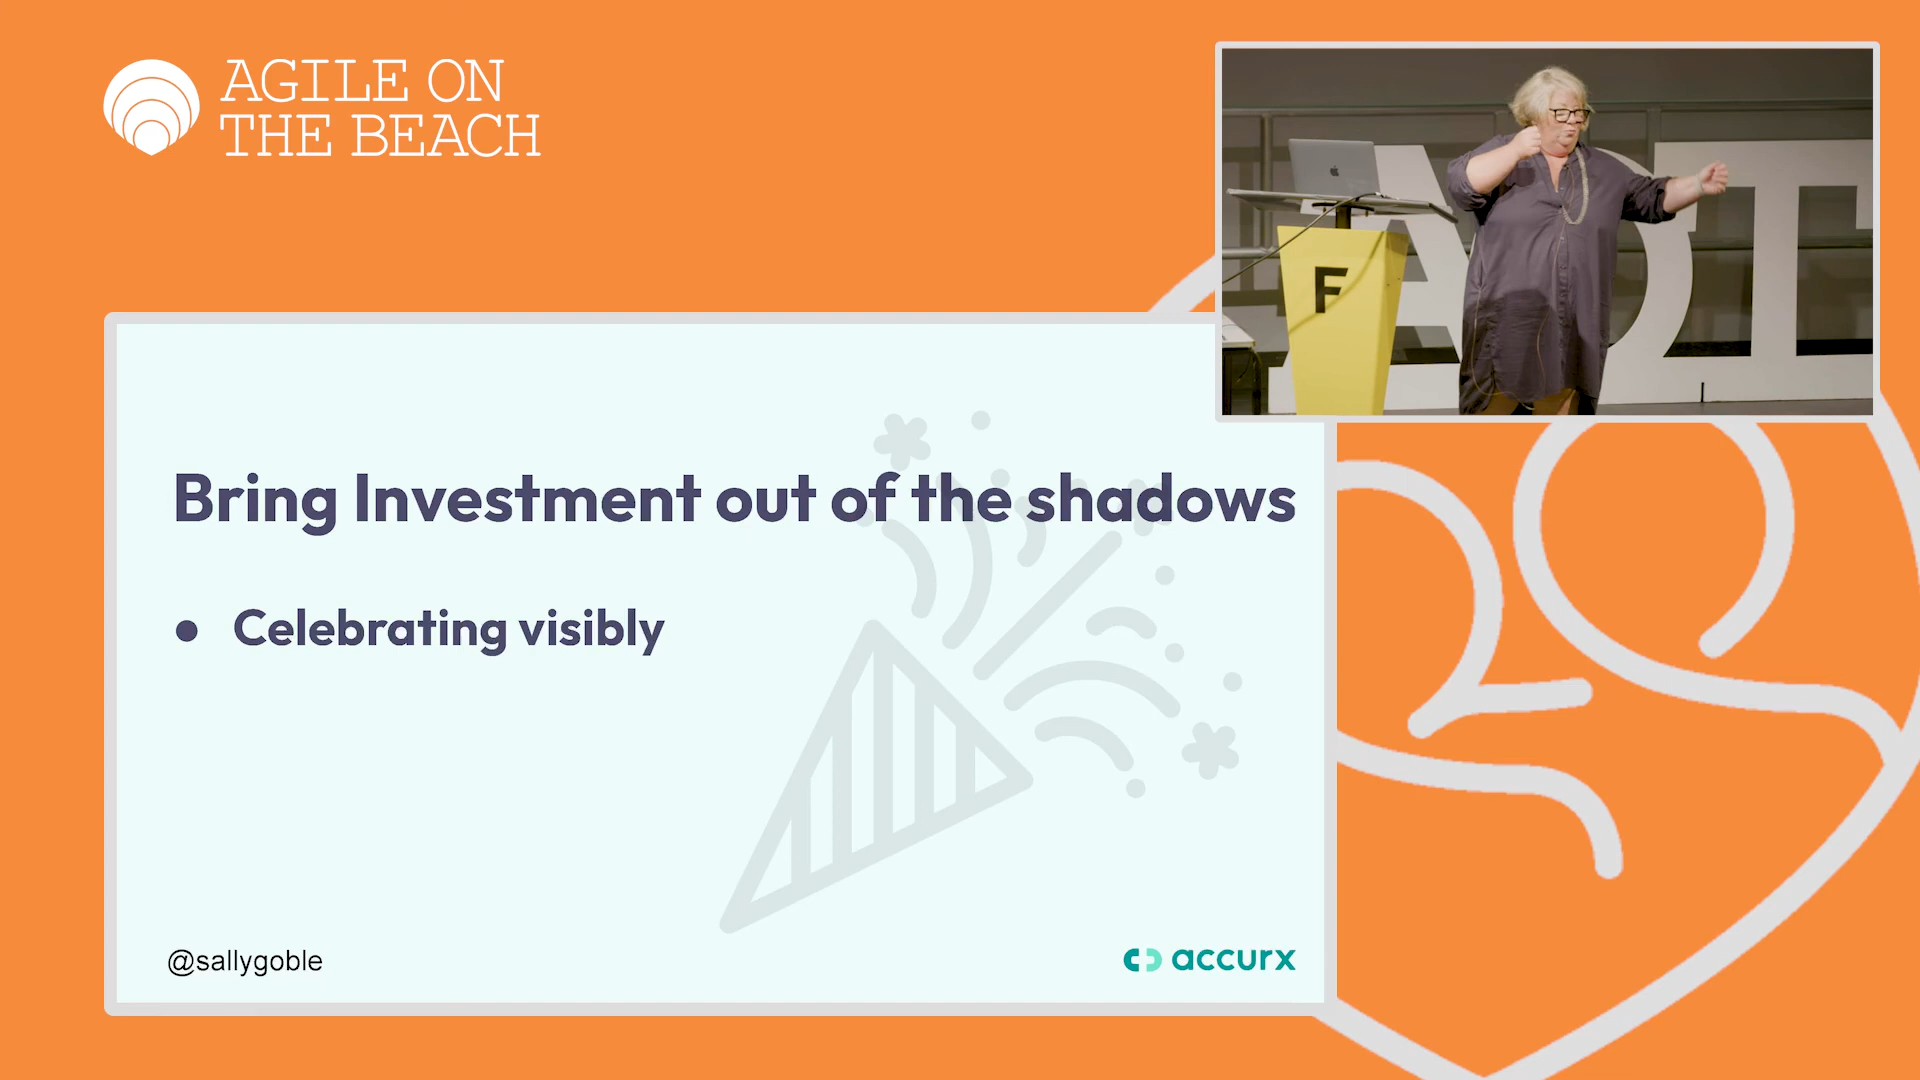 AGILE ON
THE BEACH
F
Bring Investment out of the shadows
• Celebrating visibly
@sallygoble
accurx